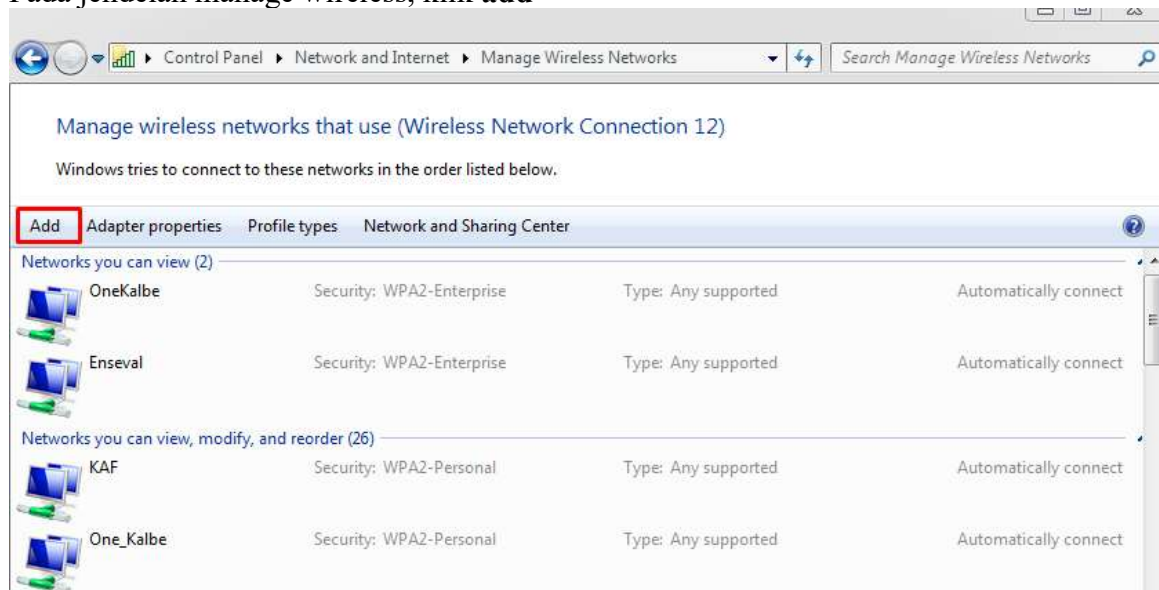 Pada jendelan manage wireless, klik add
Control Panel Network and Internet Manage Wireless Networks Search Manage Wireless Networks
Manage wireless networks that use (Wireless Network Connection 12)
Windows tries to connect to these networks in the order listed below.
Add Adapter properties Profile types Network and Sharing Center
Networks you can view (2)
OneKalbe Security: WPA2-Enterprise Type: Any supported Automatically connect
Enseval Security: WPA2-Enterprise Type: Any supported Automatically connect
Networks you can view, modify, and reorder (26)
KAF Security: WPA2-Personal Type: Any supported Automatically connect
One_Kalbe Security: WPA2-Personal Type: Any supported Automatically connect